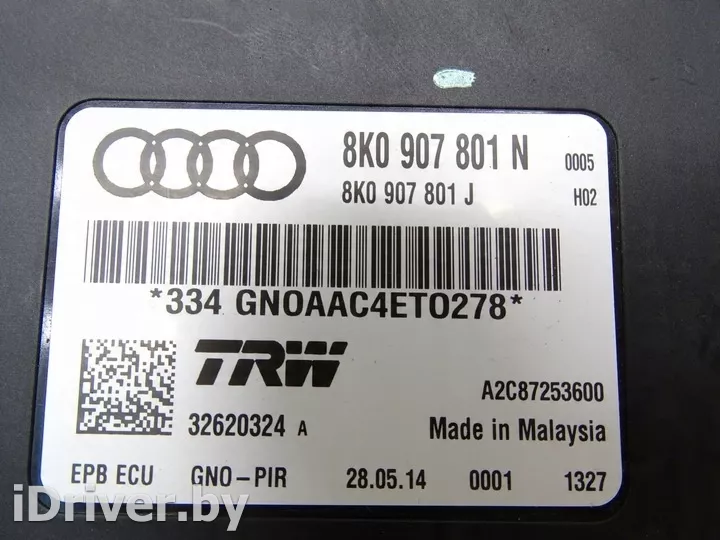 8K0 907 801 N 0005
8K0 907 801 J H02
*334 GNOAAC4ET0278*
TRW
A2C87253600
32620324 A
Made in Malaysia
EPB ECU GNO-PIR 28.05.14 0001 1327
iDriver.by